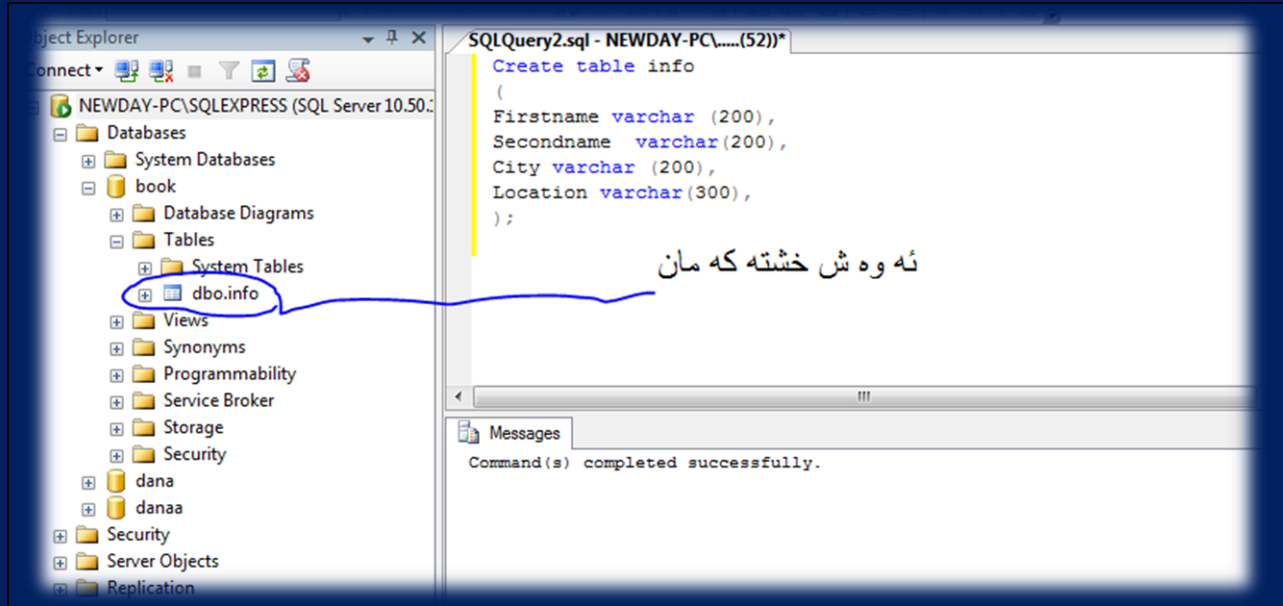 Object Explorer
Connect
NEWDAY-PC\SQLEXPRESS (SQL Server 10.50.
Databases
System Databases
book
Database Diagrams
Tables
System Tables
dbo.info
Views
Synonyms
Programmability
Service Broker
Storage
Security
dana
danaa
Security
Server Objects
Replication
SQLQuery2.sql - NEWDAY-PC\.....(52))*
Create table info
(
Firstname varchar (200),
Secondname varchar(200),
City varchar (200),
Location varchar(300),
);
ئه وه ش خشته كه مان
Messages
Command(s) completed successfully.